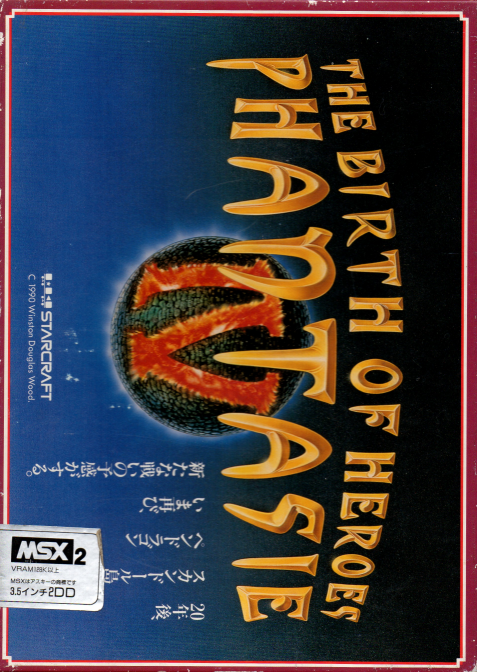 THE BIRTH OF HEROES
PHANTASIE
IV
20年後、
スカンドール島
ペンドラゴン
いま再び、
新たな戦いの予感がする。
STARCRAFT
C 1990 Winston Douglas Wood.
MSX2
VRAM128K以上
MSXはアスキーの商標です
3.5インチ2DD